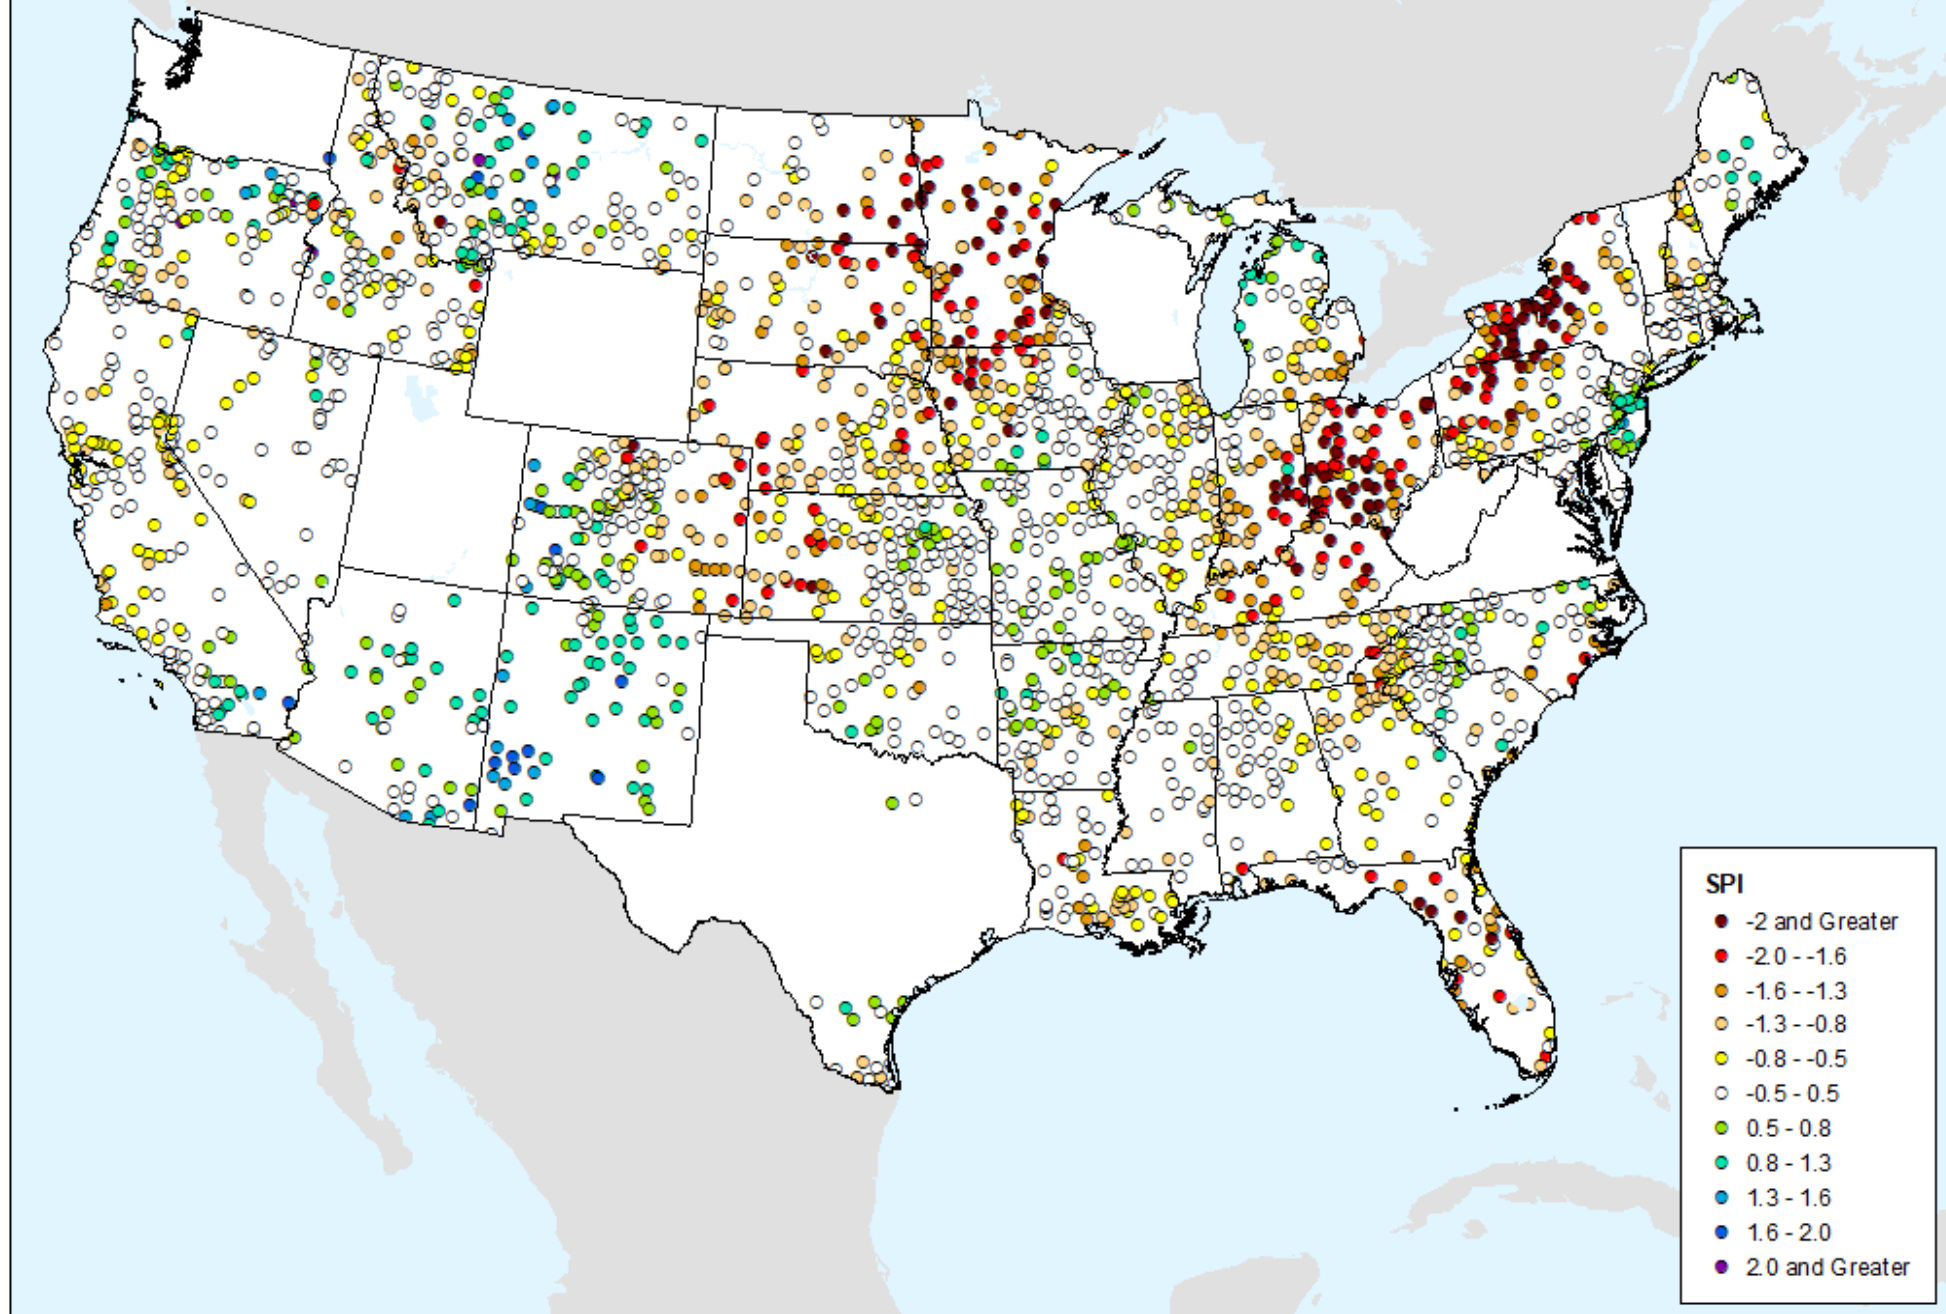 SPI
-2 and Greater
-2.0 - -1.6
-1.6 - -1.3
-1.3 - -0.8
-0.8 - -0.5
-0.5 - 0.5
0.5 - 0.8
0.8 - 1.3
1.3 - 1.6
1.6 - 2.0
2.0 and Greater